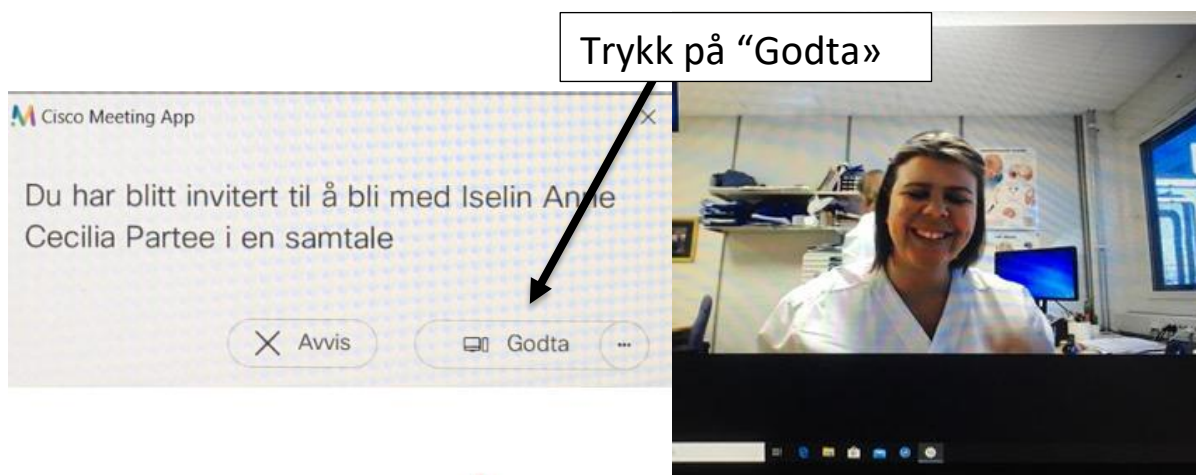 Trykk på “Godta»
Cisco Meeting App
Du har blitt invitert til å bli med Iselin Anne
Cecilia Partee i en samtale
Avvis
Godta